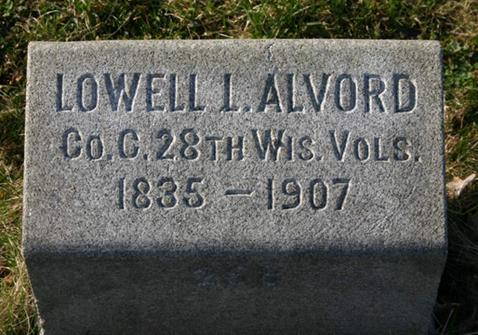 LOWELL L. ALVORD
Co. C. 28TH WIS. VOLS.
1835 – 1907